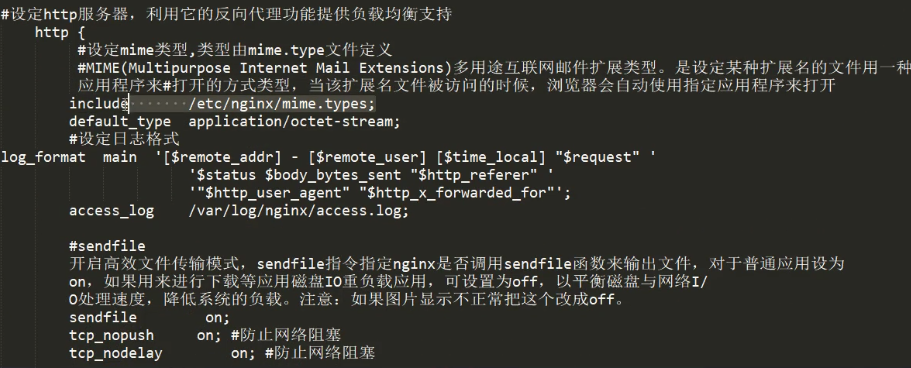 #设定http服务器，利用它的反向代理功能提供负载均衡支持
http {
#设定mime类型,类型由mime.type文件定义
#MIME(Multipurpose Internet Mail Extensions)多用途互联网邮件扩展类型。是设定某种扩展名的文件用一种
应用程序来#打开的方式类型，当该扩展名文件被访问的时候，浏览器会自动使用指定应用程序来打开
include       /etc/nginx/mime.types;
default_type  application/octet-stream;
#设定日志格式
log_format  main  '[$remote_addr] - [$remote_user] [$time_local] "$request" '
'$status $body_bytes_sent "$http_referer" '
'"$http_user_agent" "$http_x_forwarded_for"';
access_log    /var/log/nginx/access.log;
#sendfile
开启高效文件传输模式，sendfile指令指定nginx是否调用sendfile函数来输出文件，对于普通应设为
on，如果用来进行下载等应用磁盘IO重负载应用，可设置为off，以平衡磁盘与网络I/
O处理速度，降低系统的负载。注意：如果图片显示不正常把这个改成off。
sendfile        on;
tcp_nopush     on; #防止网络阻塞
tcp_nodelay        on; #防止网络阻塞